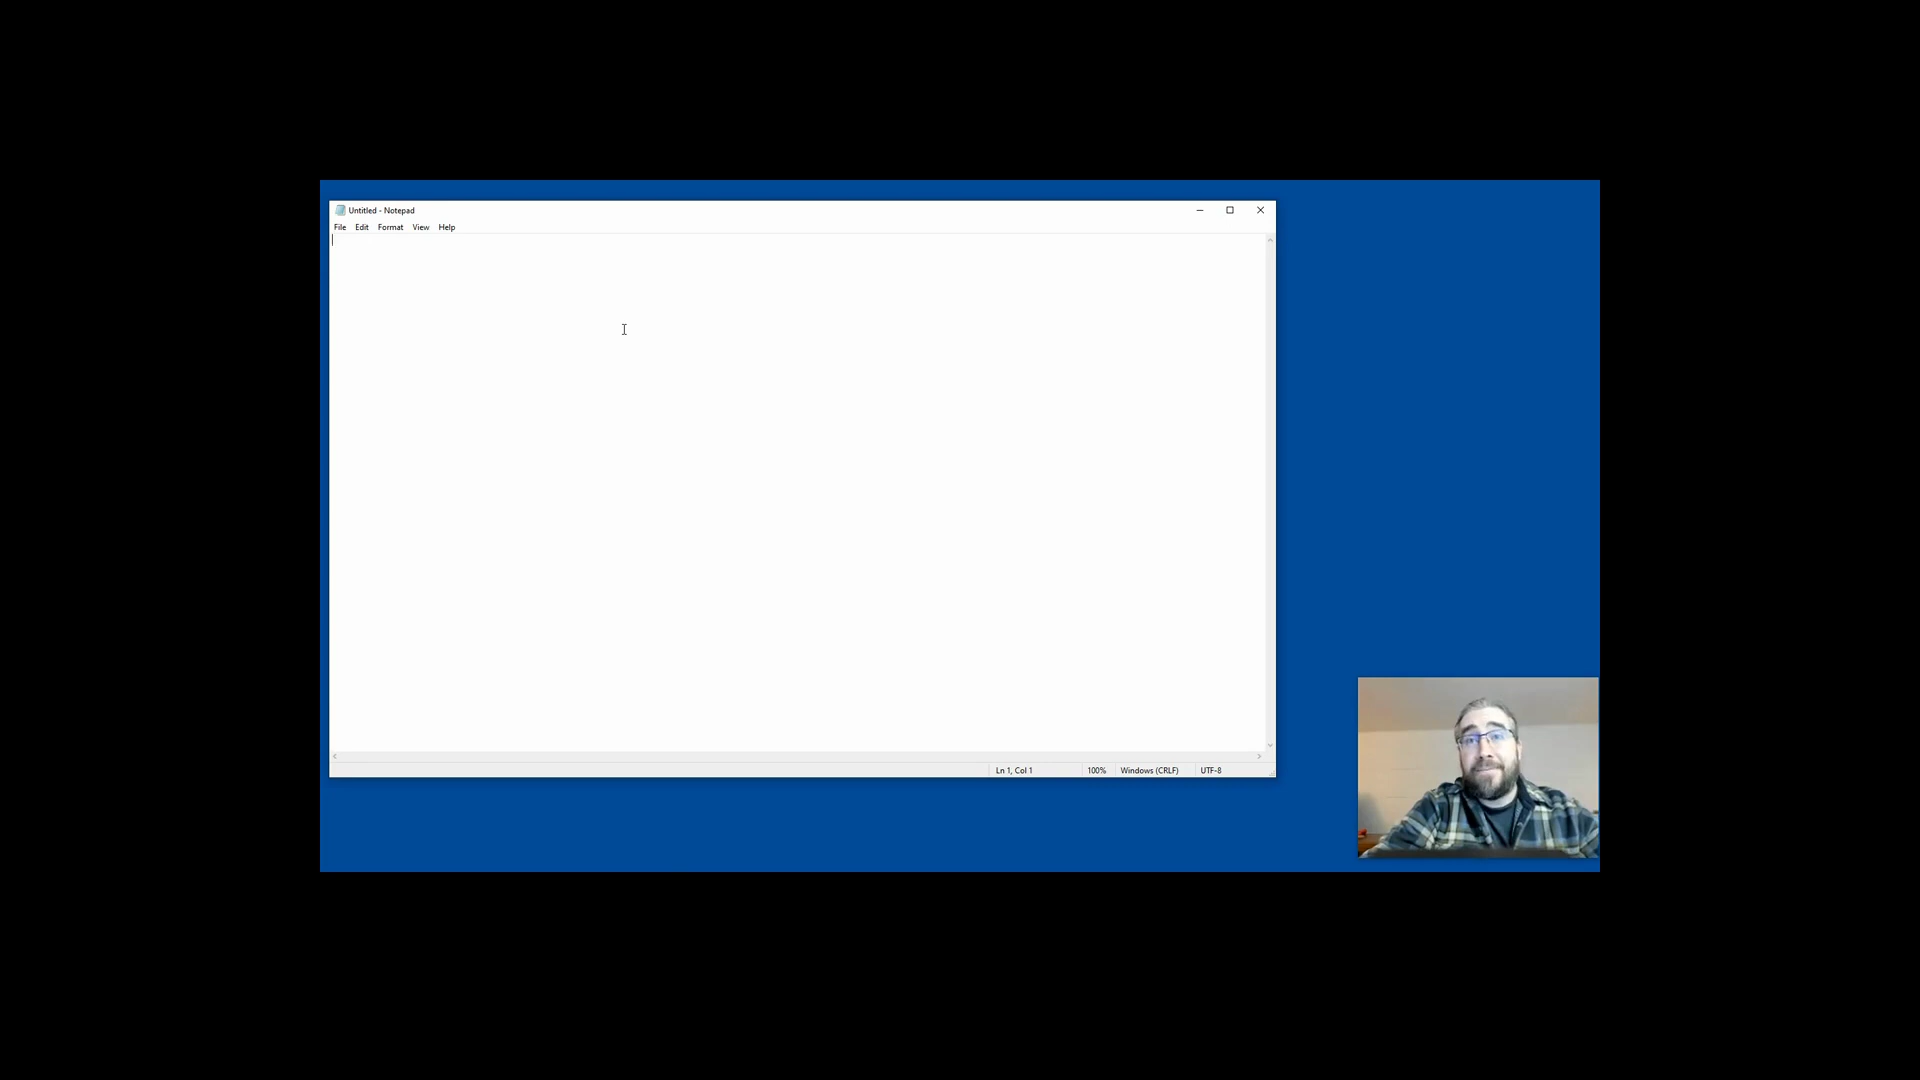 Untitled - Notepad
File Edit Format View Help
Ln 1, Col 1 100% Windows (CRLF) UTF-8